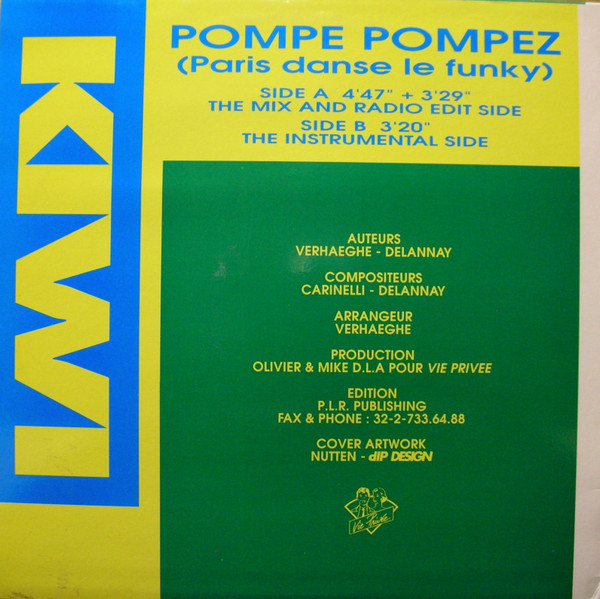 KIWI
POMPE POMPEZ
(Paris danse le funky)
SIDE A 4'47" + 3'29"
THE MIX AND RADIO EDIT SIDE
SIDE B 3'20"
THE INSTRUMENTAL SIDE
AUTEURS
VERHAEGHE - DELANNAY
COMPOSITEURS
CARINELLI - DELANNAY
ARRANGEUR
VERHAEGHE
PRODUCTION
OLIVIER & MIKE D.L.A POUR VIE PRIVEE
EDITION
P.L.R. PUBLISHING
FAX & PHONE : 32-2-733.64.88
COVER ARTWORK
NUTTEN - dIP DESIGN
Vie Privée